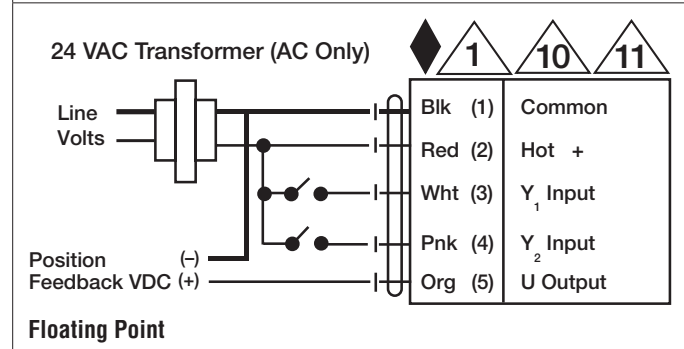 24 VAC Transformer (AC Only)
1 10 11
Line
Volts
Blk (1) Common
Red (2) Hot +
Wht (3) Y1 Input
Pnk (4) Y2 Input
Org (5) U Output
Position (–)
Feedback VDC (+)
Floating Point